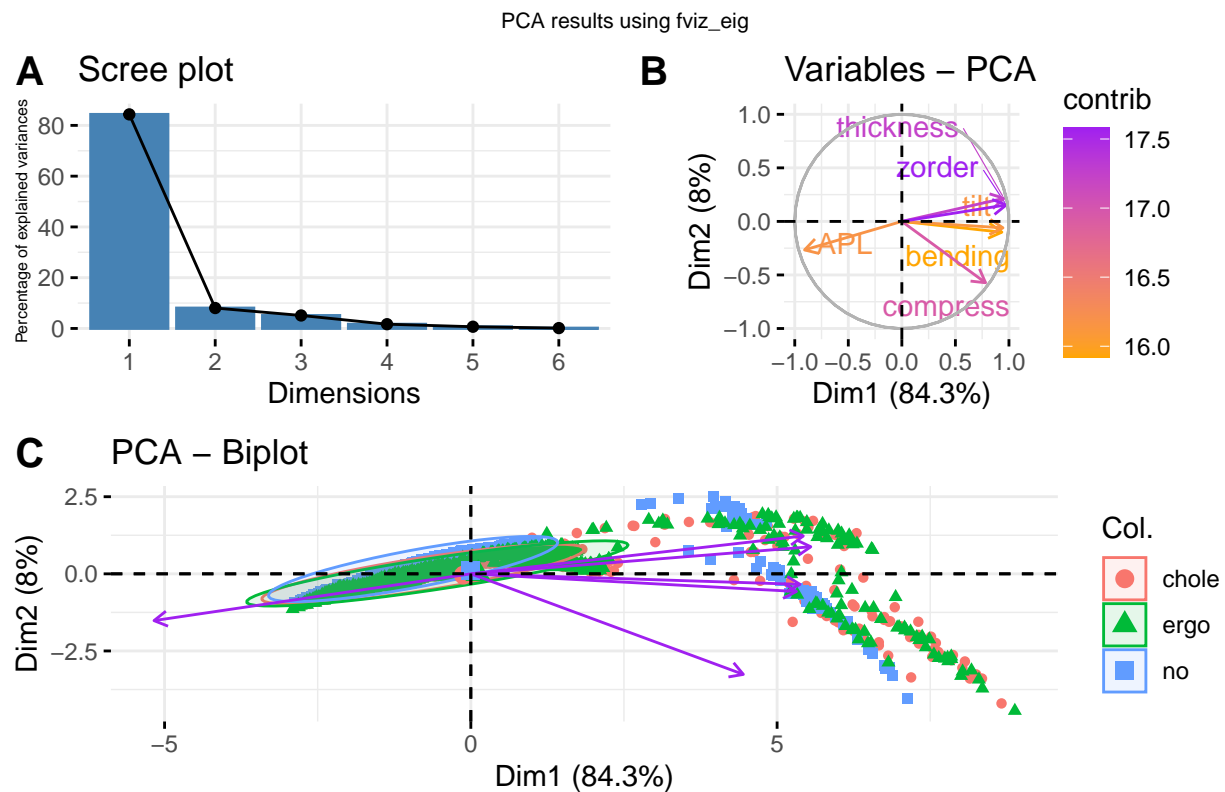 PCA results using fviz_eig
A Scree plot
Percentage of explained variances
80
60
40
20
0
1 2 3 4 5 6
Dimensions
B Variables − PCA
Dim2 (8%)
1.0
0.5
0.0
−0.5
−1.0
thickness
zorder
tilt
APL
bending
compress
−1.0 −0.5 0.0 0.5 1.0
Dim1 (84.3%)
contrib
17.5
17.0
16.5
16.0
C PCA − Biplot
Dim2 (8%)
2.5
0.0
−2.5
−5 0 5
Dim1 (84.3%)
Col.
chole
ergo
no